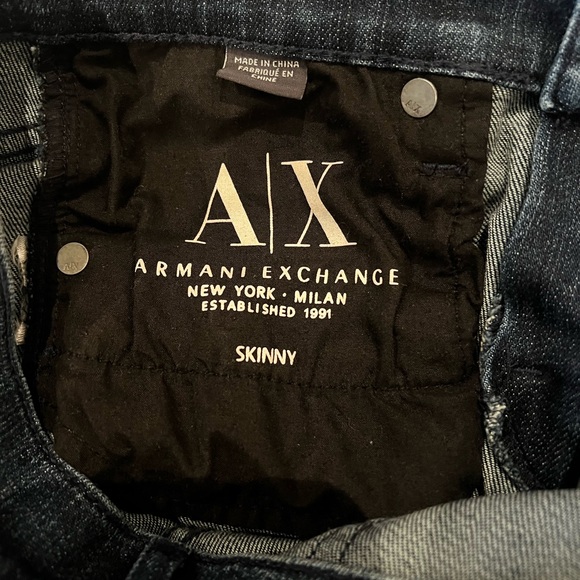 MADE IN CHINA
FABRIQUÉ EN
CHINE
A|X
A|X
ARMANI EXCHANGE
NEW YORK · MILAN
ESTABLISHED 1991
A|X
SKINNY